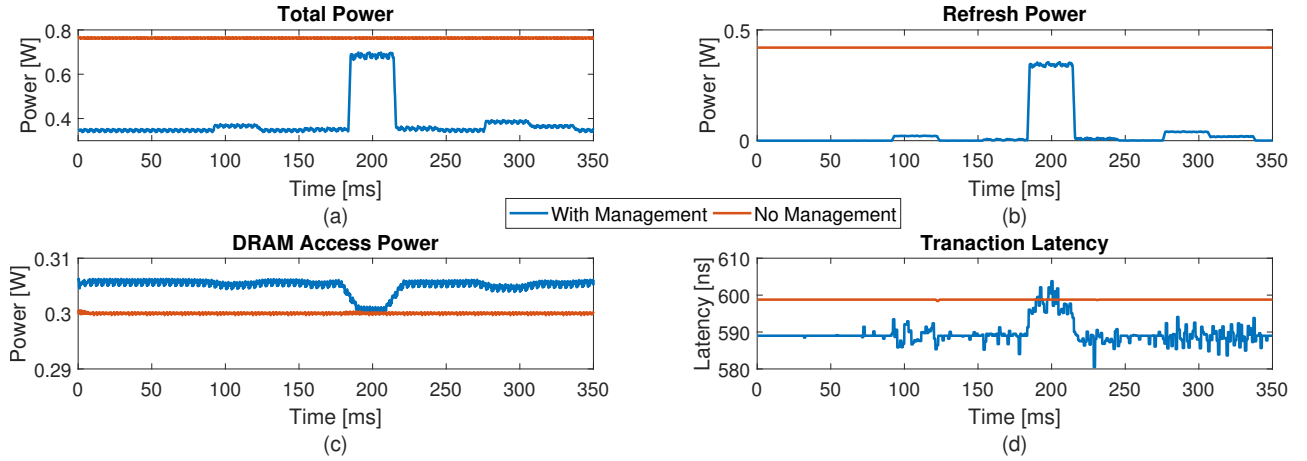 Total Power
Power [W]
0.8
0.6
0.4
0 50 100 150 200 250 300 350
Time [ms]
(a)
Refresh Power
Power [W]
0.5
0
0 50 100 150 200 250 300 350
Time [ms]
(b)
With Management No Management
DRAM Access Power
Power [W]
0.31
0.3
0.29
0 50 100 150 200 250 300 350
Time [ms]
(c)
Tranaction Latency
Latency [ns]
610
600
590
580
0 50 100 150 200 250 300 350
Time [ms]
(d)